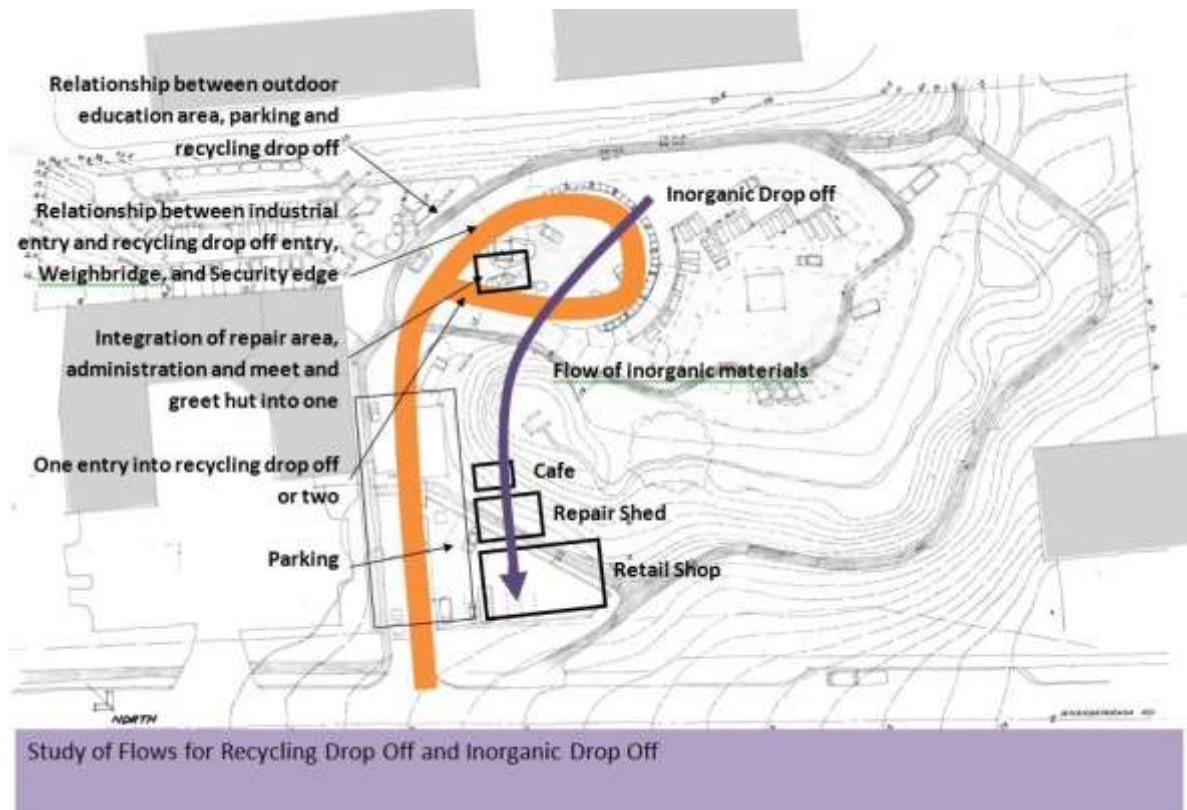 Relationship between outdoor
education area, parking and
recycling drop off
Relationship between industrial
entry and recycling drop off entry,
Weighbridge, and Security edge
Integration of repair area,
administration and meet and
greet hut into one
One entry into recycling drop off
or two
Parking
Inorganic Drop off
Flow of inorganic materials
Cafe
Repair Shed
Retail Shop
NORTH
Study of Flows for Recycling Drop Off and Inorganic Drop Off